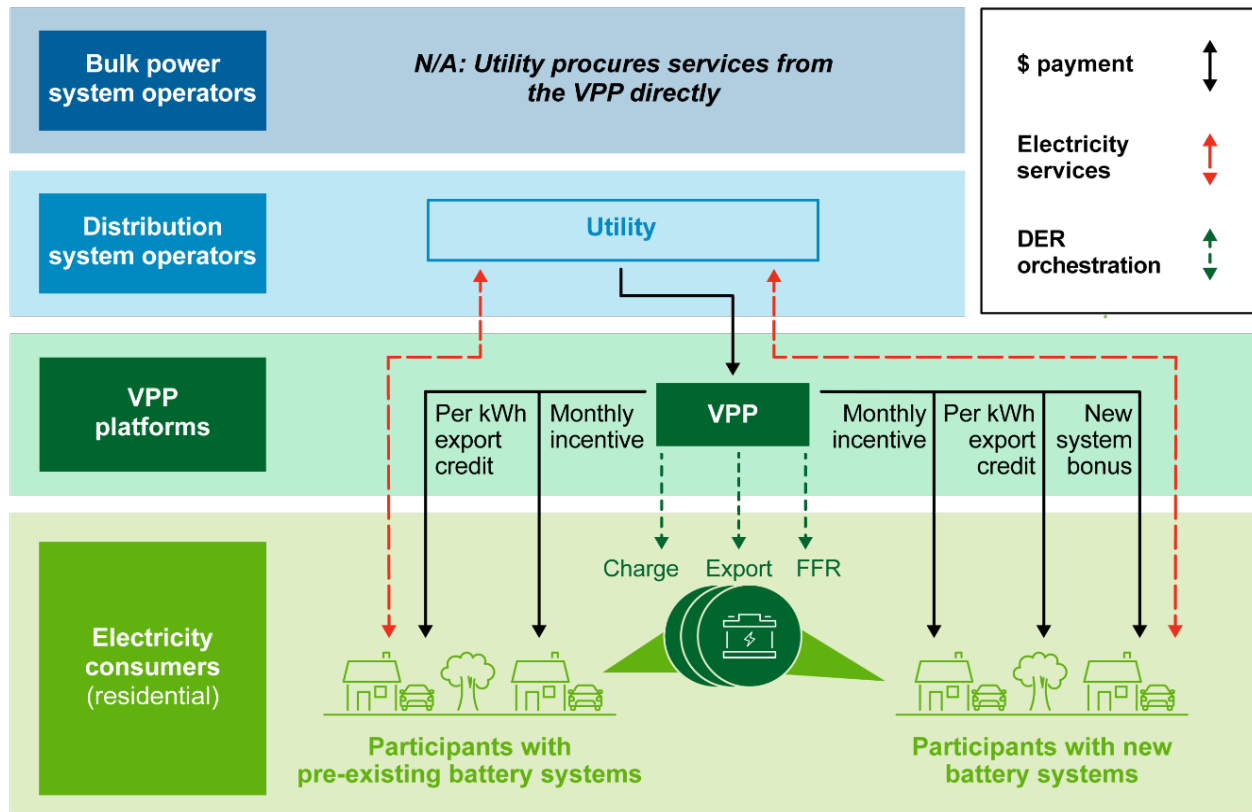 Bulk power
system operators
N/A: Utility procures services from
the VPP directly
$ payment
Electricity
services
DER
orchestration
Distribution
system operators
Utility
VPP
platforms
Per kWh
export
credit
Monthly
incentive
VPP
Monthly
incentive
Per kWh
export
credit
New
system
bonus
Charge
Export
FFR
Electricity
consumers
(residential)
Participants with
pre-existing battery systems
Participants with new
battery systems